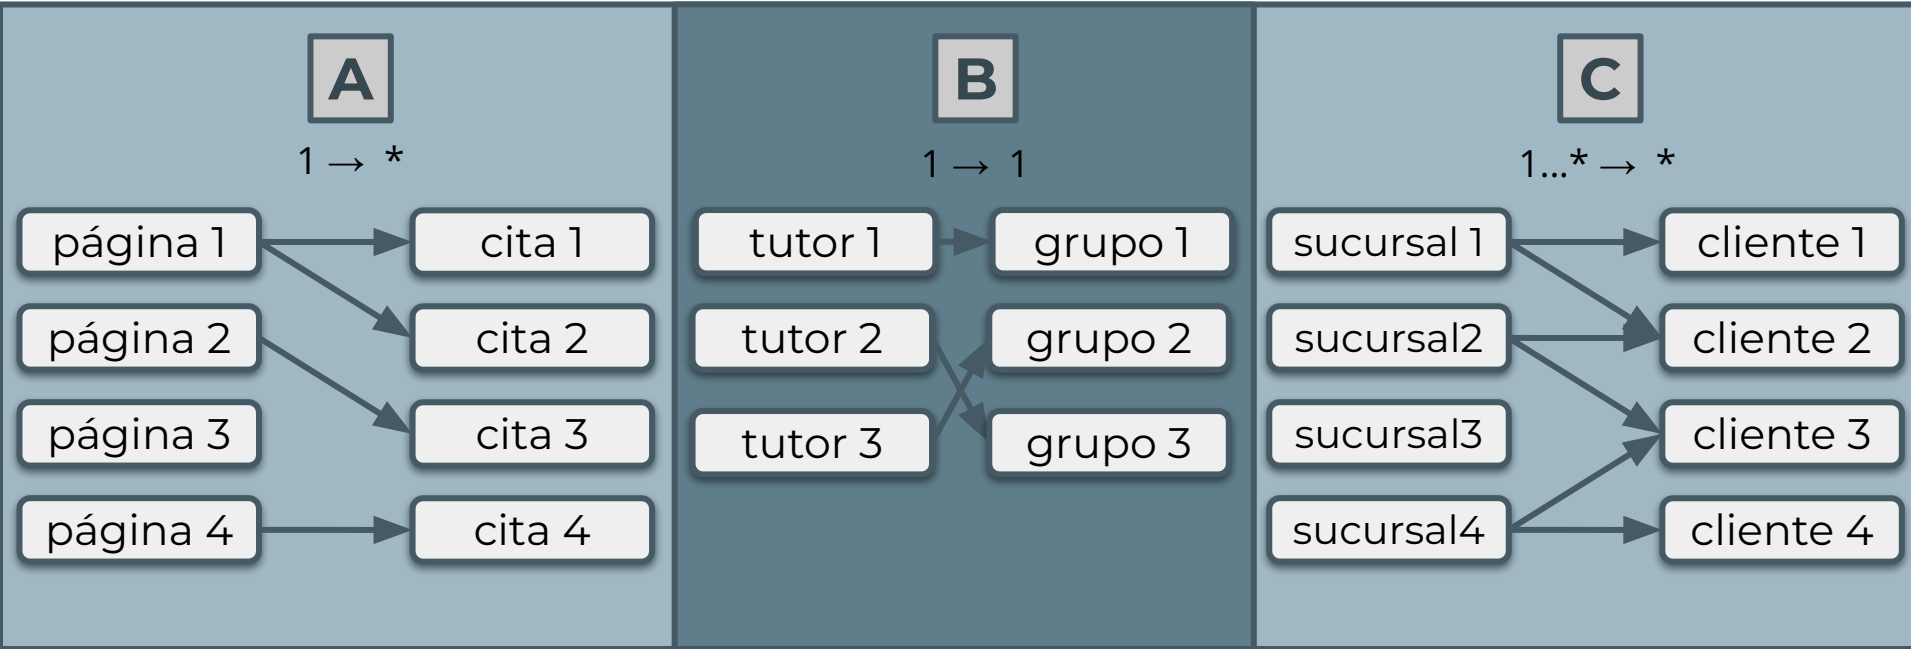 A
1 → *
página 1
cita 1
página 2
cita 2
página 3
cita 3
página 4
cita 4
B
1 → 1
tutor 1
grupo 1
tutor 2
grupo 2
tutor 3
grupo 3
C
1...* → *
sucursal 1
cliente 1
sucursal2
cliente 2
sucursal3
cliente 3
sucursal4
cliente 4